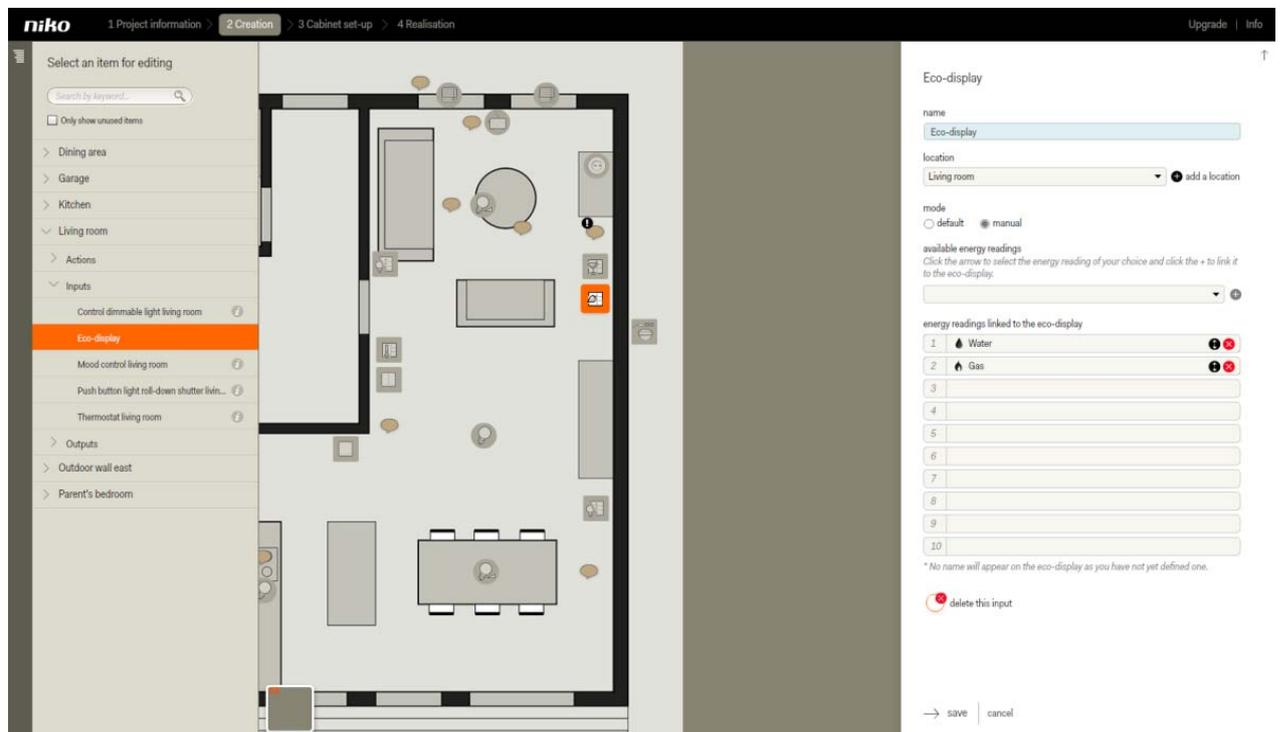 niko
1 Project information > 2 Creation > 3 Cabinet set-up > 4 Realisation
Upgrade | Info
Select an item for editing
Search by keyword...
Only show unused items
Dining area
Garage
Kitchen
Living room
Actions
Inputs
Control dimmable light living room
Eco-display
Mood control living room
Push button light roll-down shutter livin...
Thermostat living room
Outputs
Outdoor wall east
Parent's bedroom
Eco-display
name
Eco-display
location
Living room
add a location
mode
default manual
available energy readings
Click the arrow to select the energy reading of your choice and click the + to link it
to the eco-display.
energy readings linked to the eco-display
1 Water
2 Gas
3
4
5
6
7
8
9
10
* No name will appear on the eco-display as you have not yet defined one.
delete this input
save | cancel